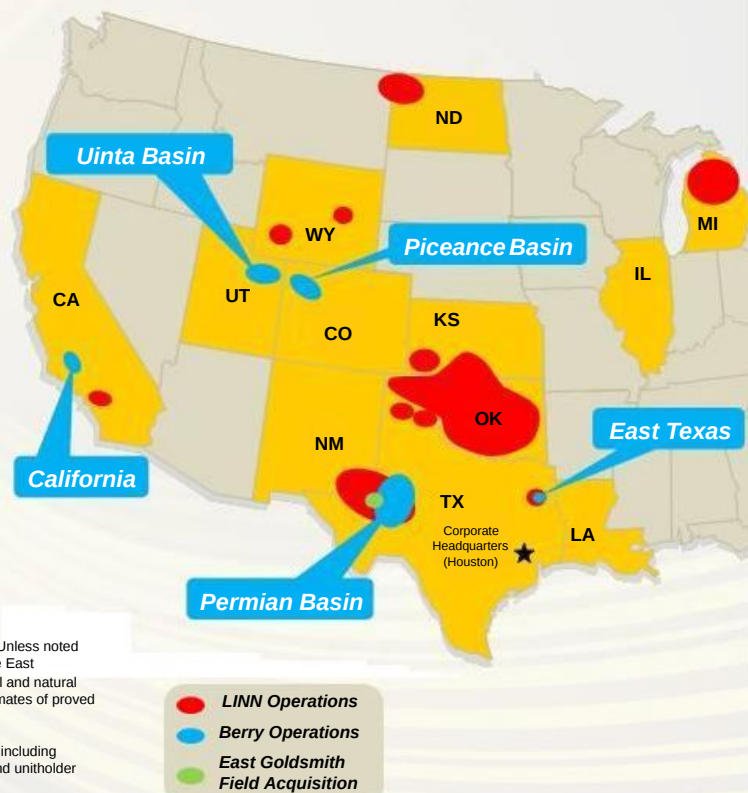 ND
Uinta Basin
MI
WY
Piceance Basin
IL
UT
CA
KS
CO
OK
East Texas
NM
California
TX
Corporate
Headquarters
(Houston)
LA
Permian Basin
Unless noted
East
l and natural
mates of proved
including
nd unitholder
LINN Operations
Berry Operations
East Goldsmith
Field Acquisition